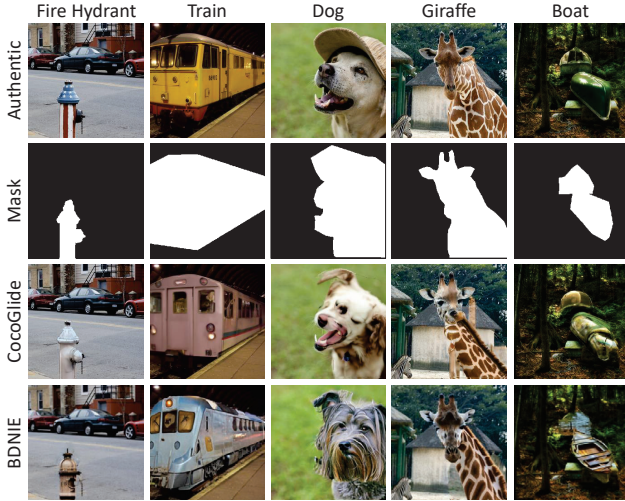 Fire Hydrant Train Dog Giraffe Boat
Authentic
Mask
CocoGlide
BDNIE